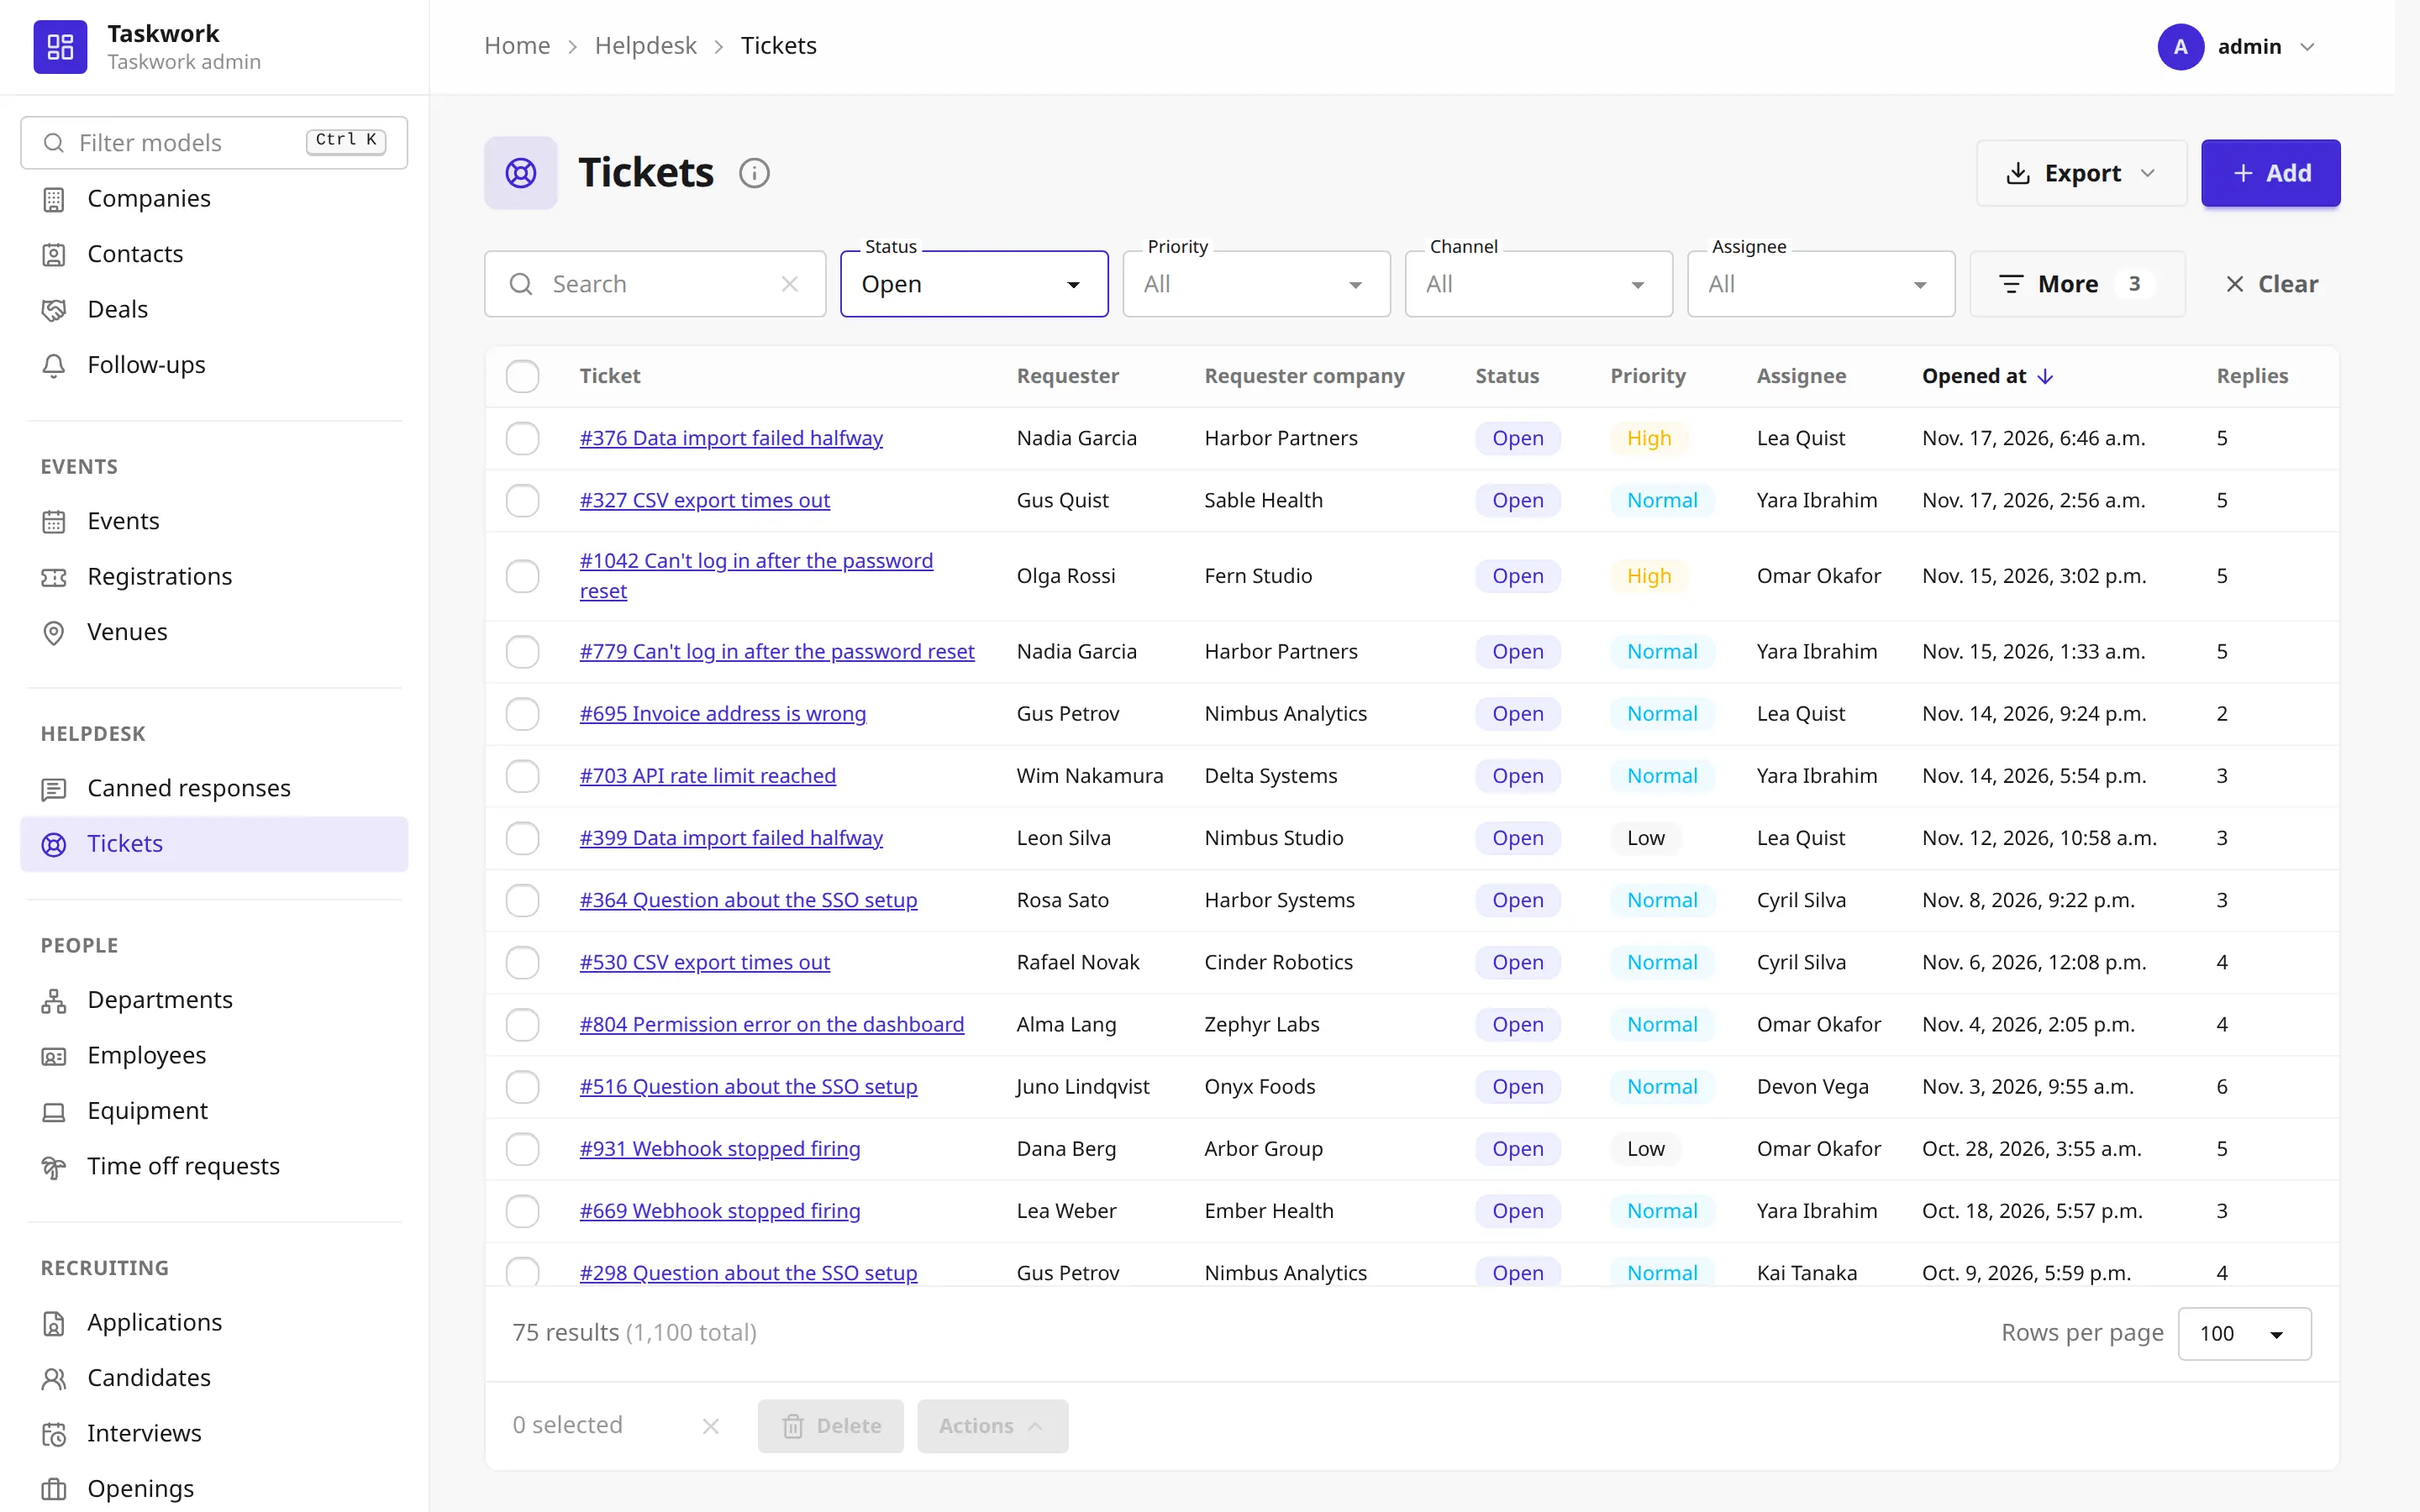 Taskwork
Taskwork admin
Filter models
Ctrl K
Companies
Contacts
Deals
Follow-ups
EVENTS
Events
Registrations
Venues
HELPDESK
Canned responses
Tickets
PEOPLE
Departments
Employees
Equipment
Time off requests
RECRUITING
Applications
Candidates
Interviews
Openings
Home > Helpdesk > Tickets
A admin
Tickets
Export
+ Add
Search
Status
Open
Priority
All
Channel
All
Assignee
All
More 3
Clear
Ticket Requester Requester company Status Priority Assignee Opened at Replies
#376 Data import failed halfway Nadia Garcia Harbor Partners Open High Lea Quist Nov. 17, 2026, 6:46 a.m. 5
#327 CSV export times out Gus Quist Sable Health Open Normal Yara Ibrahim Nov. 17, 2026, 2:56 a.m. 5
#1042 Can't log in after the password
reset Olga Rossi Fern Studio Open High Omar Okafor Nov. 15, 2026, 3:02 p.m. 5
#779 Can't log in after the password reset Nadia Garcia Harbor Partners Open Normal Yara Ibrahim Nov. 15, 2026, 1:33 a.m. 5
#695 Invoice address is wrong Gus Petrov Nimbus Analytics Open Normal Lea Quist Nov. 14, 2026, 9:24 p.m. 2
#703 API rate limit reached Wim Nakamura Delta Systems Open Normal Yara Ibrahim Nov. 14, 2026, 5:54 p.m. 3
#399 Data import failed halfway Leon Silva Nimbus Studio Open Low Lea Quist Nov. 12, 2026, 10:58 a.m. 3
#364 Question about the SSO setup Rosa Sato Harbor Systems Open Normal Cyril Silva Nov. 8, 2026, 9:22 p.m. 3
#530 CSV export times out Rafael Novak Cinder Robotics Open Normal Cyril Silva Nov. 6, 2026, 12:08 p.m. 4
#804 Permission error on the dashboard Alma Lang Zephyr Labs Open Normal Omar Okafor Nov. 4, 2026, 2:05 p.m. 4
#516 Question about the SSO setup Juno Lindqvist Onyx Foods Open Normal Devon Vega Nov. 3, 2026, 9:55 a.m. 6
#931 Webhook stopped firing Dana Berg Arbor Group Open Low Omar Okafor Oct. 28, 2026, 3:55 a.m. 5
#669 Webhook stopped firing Lea Weber Ember Health Open Normal Yara Ibrahim Oct. 18, 2026, 5:57 p.m. 3
#298 Question about the SSO setup Gus Petrov Nimbus Analytics Open Normal Kai Tanaka Oct. 9, 2026, 5:59 p.m. 4
75 results (1,100 total)
Rows per page 100
0 selected
Delete
Actions